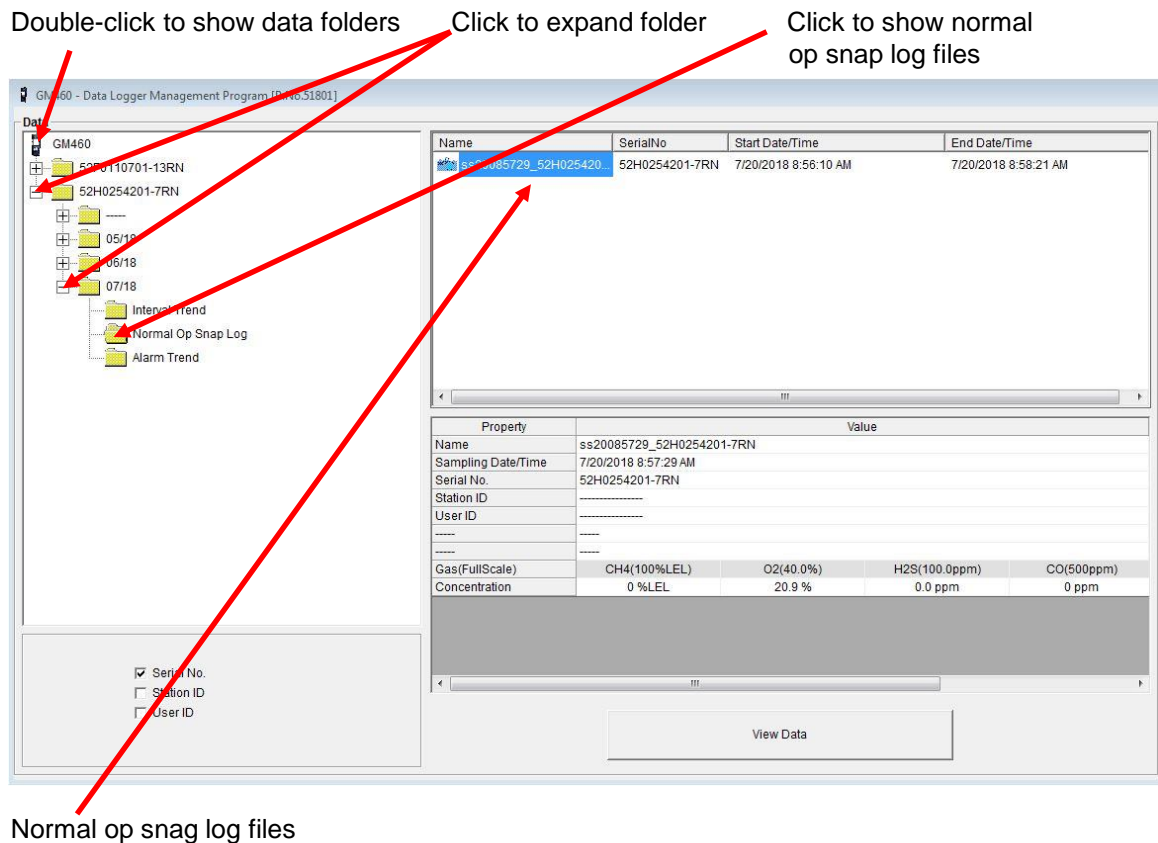 Double-click to show data folders
Click to expand folder
Click to show normal
op snap log files
GM460 - Data Logger Management Program [P.No.51801]
Data
GM460
52H0254201-7RN
-----
05/18
06/18
07/18
Interval Trend
Normal Op Snap Log
Alarm Trend
Serial No.
Station ID
User ID
Name SerialNo Start Date/Time End Date/Time
ss20085729_52H025420... 52H0254201-7RN 7/20/2018 8:56:10 AM 7/20/2018 8:58:21 AM
Property Value
Name ss20085729_52H0254201-7RN
Sampling Date/Time 7/20/2018 8:57:29 AM
Serial No. 52H0254201-7RN
Station ID ----------------
User ID ----------------
----- -----
----- -----
Gas(FullScale) CH4(100%LEL) O2(40.0%) H2S(100.0ppm) CO(500ppm)
Concentration 0 %LEL 20.9 % 0.0 ppm 0 ppm
View Data
Normal op snag log files